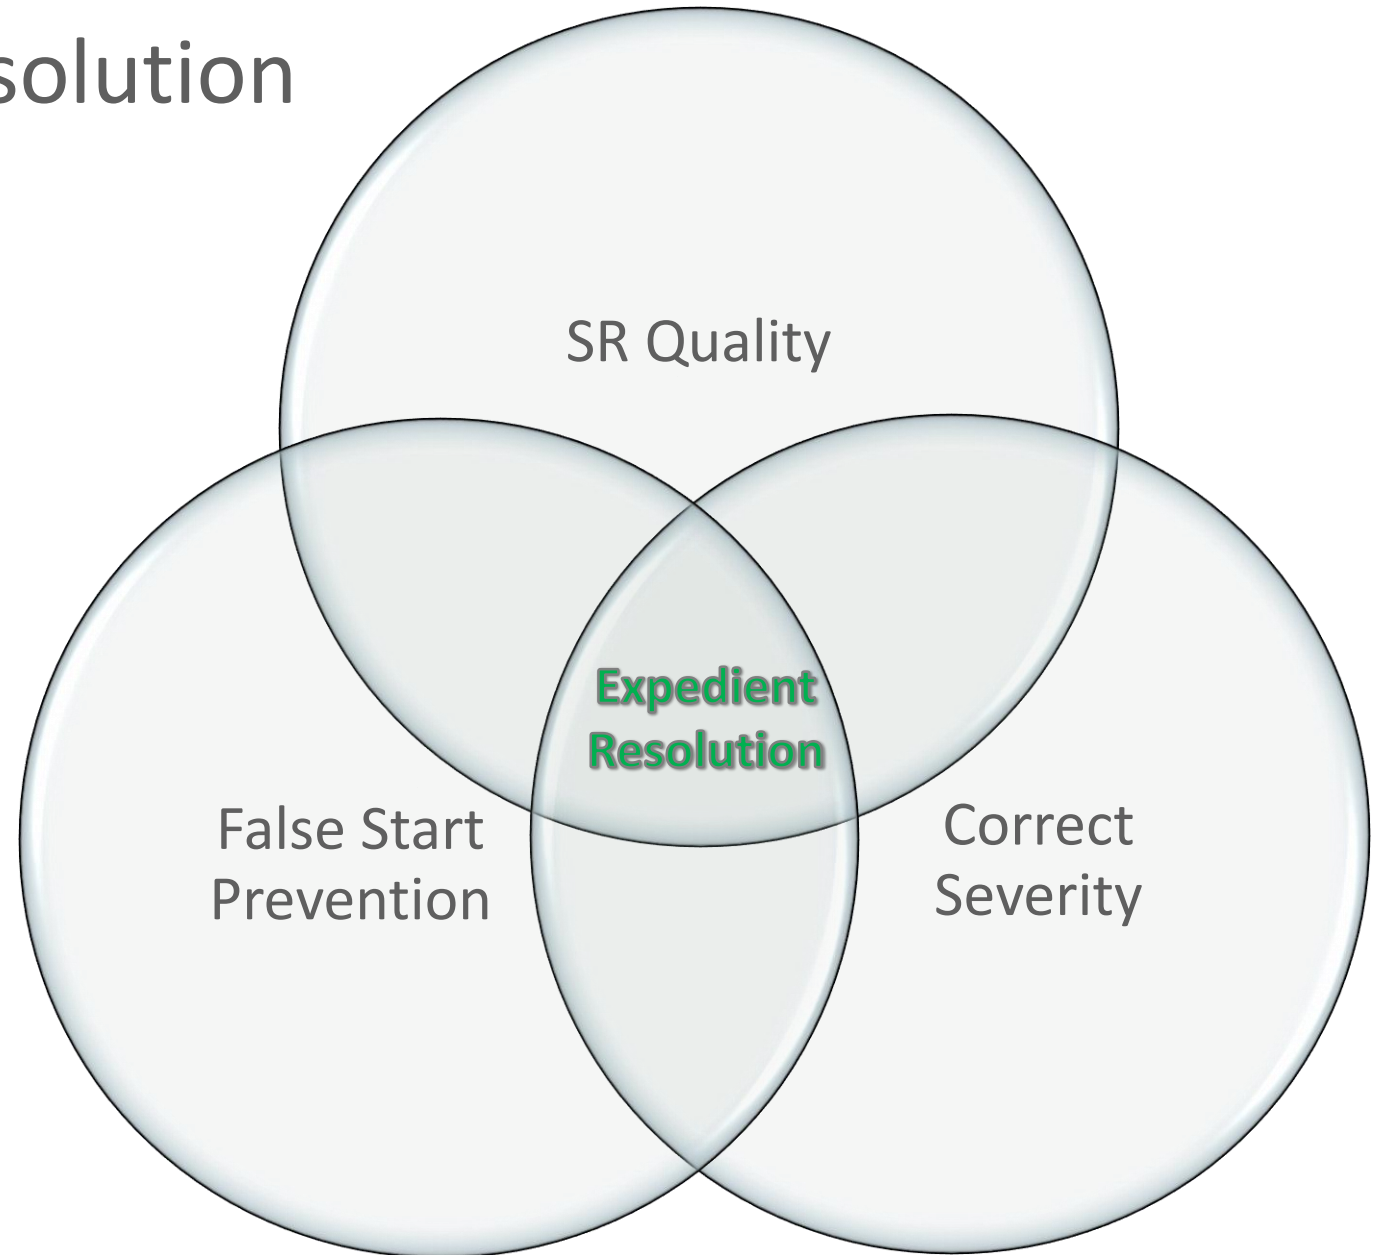 solution
SR Quality
Expedient
Resolution
False Start
Prevention
Correct
Severity